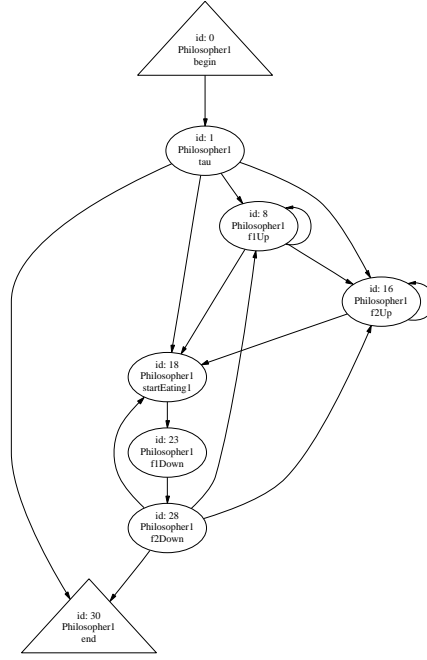 id: 0
Philosopher1
begin
id: 1
Philosopher1
tau
id: 8
Philosopher1
f1Up
id: 16
Philosopher1
f2Up
id: 18
Philosopher1
startEating1
id: 23
Philosopher1
f1Down
id: 28
Philosopher1
f2Down
id: 30
Philosopher1
end